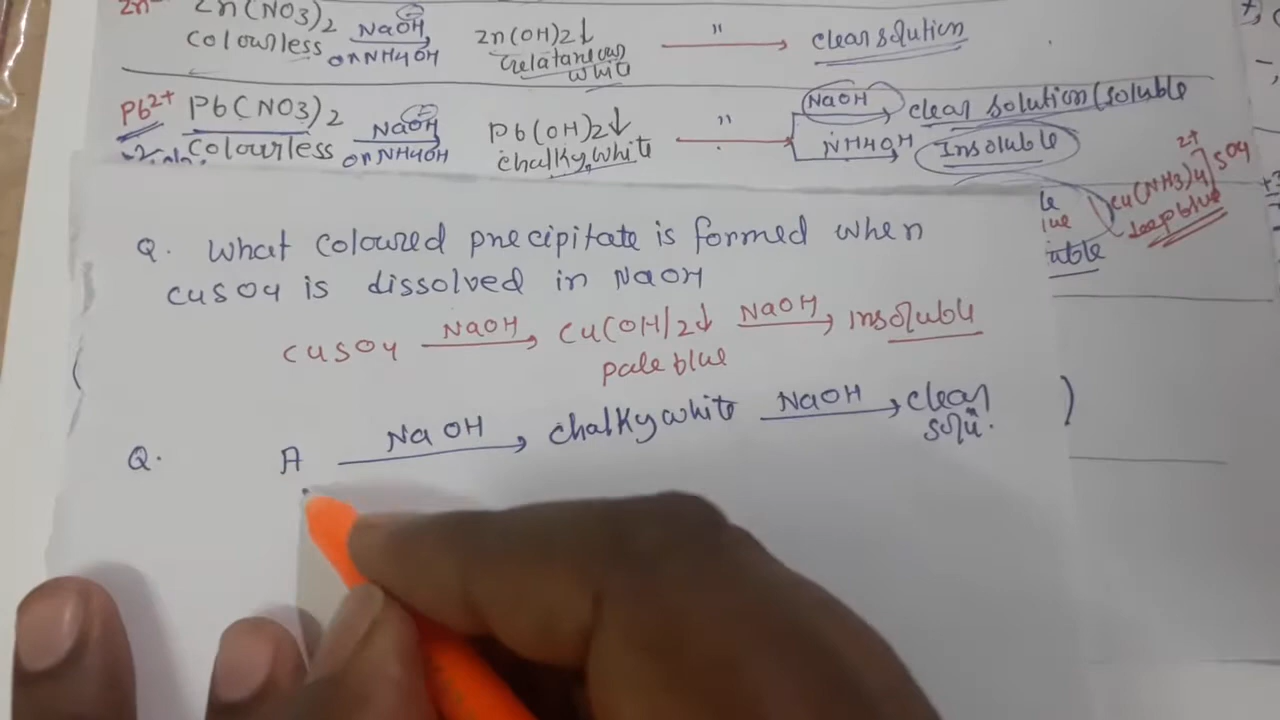 Zn(NO3)2 NaOH Zn(OH)2↓ " clear solution
Colourless or NH4OH
Pb2+ Pb(NO3)2 NaOH Pb(OH)2↓ " NaOH clear solution (soluble
Colourless or NH4OH chalky white NH4OH Insoluble
Cu(NH3)4]2+ SO4
deep blue
Q. What coloured precipitate is formed when
CuSO4 is dissolved in NaOH
CuSO4 NaOH Cu(OH)2↓ NaOH insoluble
pale blue
Q. A NaOH chalky white NaOH clear )
solu.